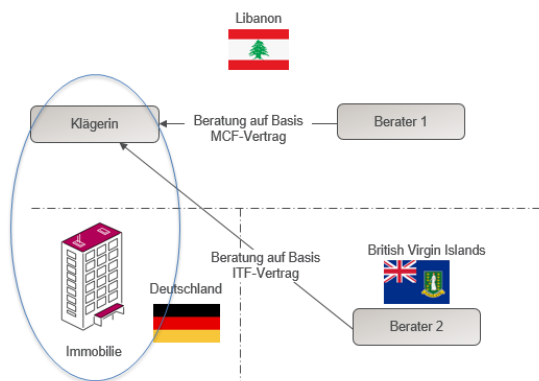 Libanon
Klägerin
Beratung auf Basis
MCF-Vertrag
Berater 1
Beratung auf Basis
ITF-Vertrag
British Virgin Islands
Deutschland
Immobilie
Berater 2